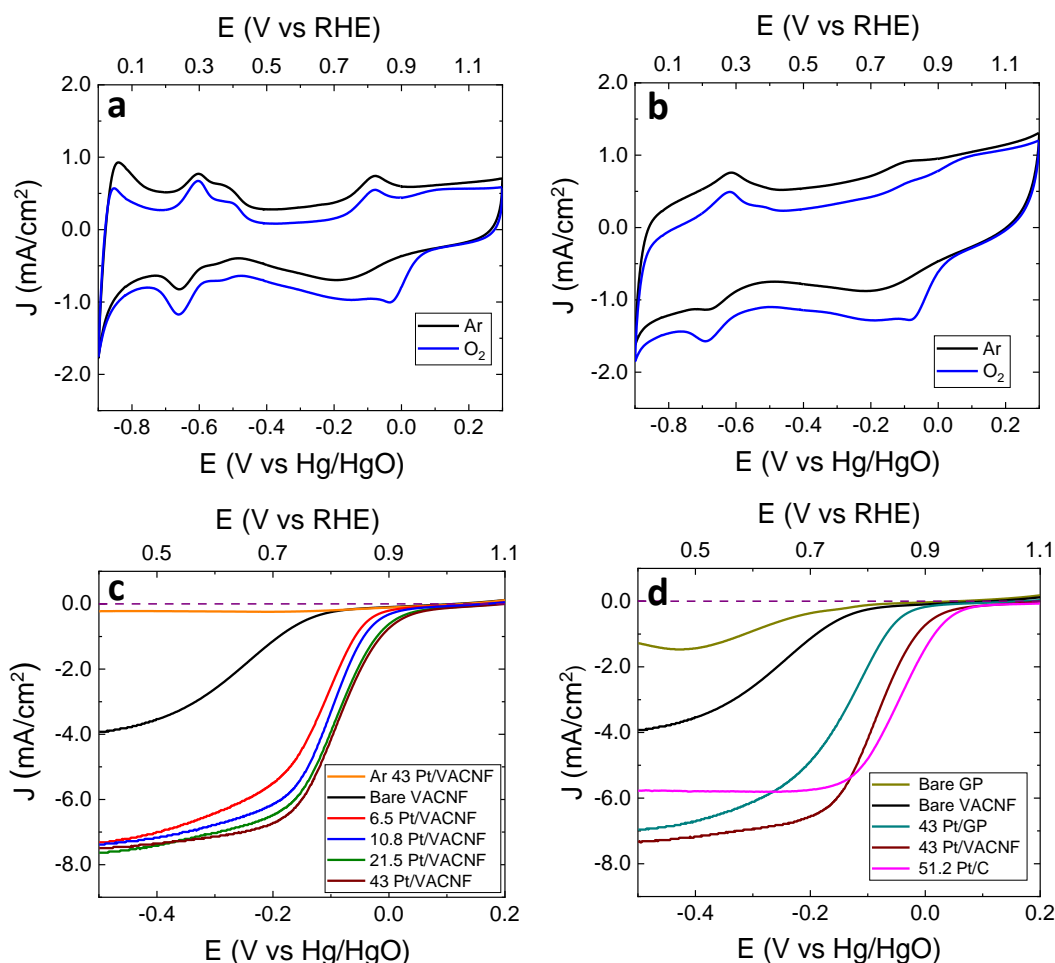 E (V vs RHE)
0.1 0.3 0.5 0.7 0.9 1.1
a
2.0
1.0
0.0
-1.0
-2.0
J (mA/cm²)
Ar
O₂
-0.8 -0.6 -0.4 -0.2 0.0 0.2
E (V vs Hg/HgO)
E (V vs RHE)
0.1 0.3 0.5 0.7 0.9 1.1
b
2.0
1.0
0.0
-1.0
-2.0
J (mA/cm²)
Ar
O₂
-0.8 -0.6 -0.4 -0.2 0.0 0.2
E (V vs Hg/HgO)
E (V vs RHE)
0.5 0.7 0.9 1.1
c
0.0
-2.0
-4.0
-6.0
-8.0
J (mA/cm²)
Ar 43 Pt/VACNF
Bare VACNF
6.5 Pt/VACNF
10.8 Pt/VACNF
21.5 Pt/VACNF
43 Pt/VACNF
-0.4 -0.2 0.0 0.2
E (V vs Hg/HgO)
E (V vs RHE)
0.5 0.7 0.9 1.1
d
0.0
-2.0
-4.0
-6.0
-8.0
J (mA/cm²)
Bare GP
Bare VACNF
43 Pt/GP
43 Pt/VACNF
51.2 Pt/C
-0.4 -0.2 0.0 0.2
E (V vs Hg/HgO)